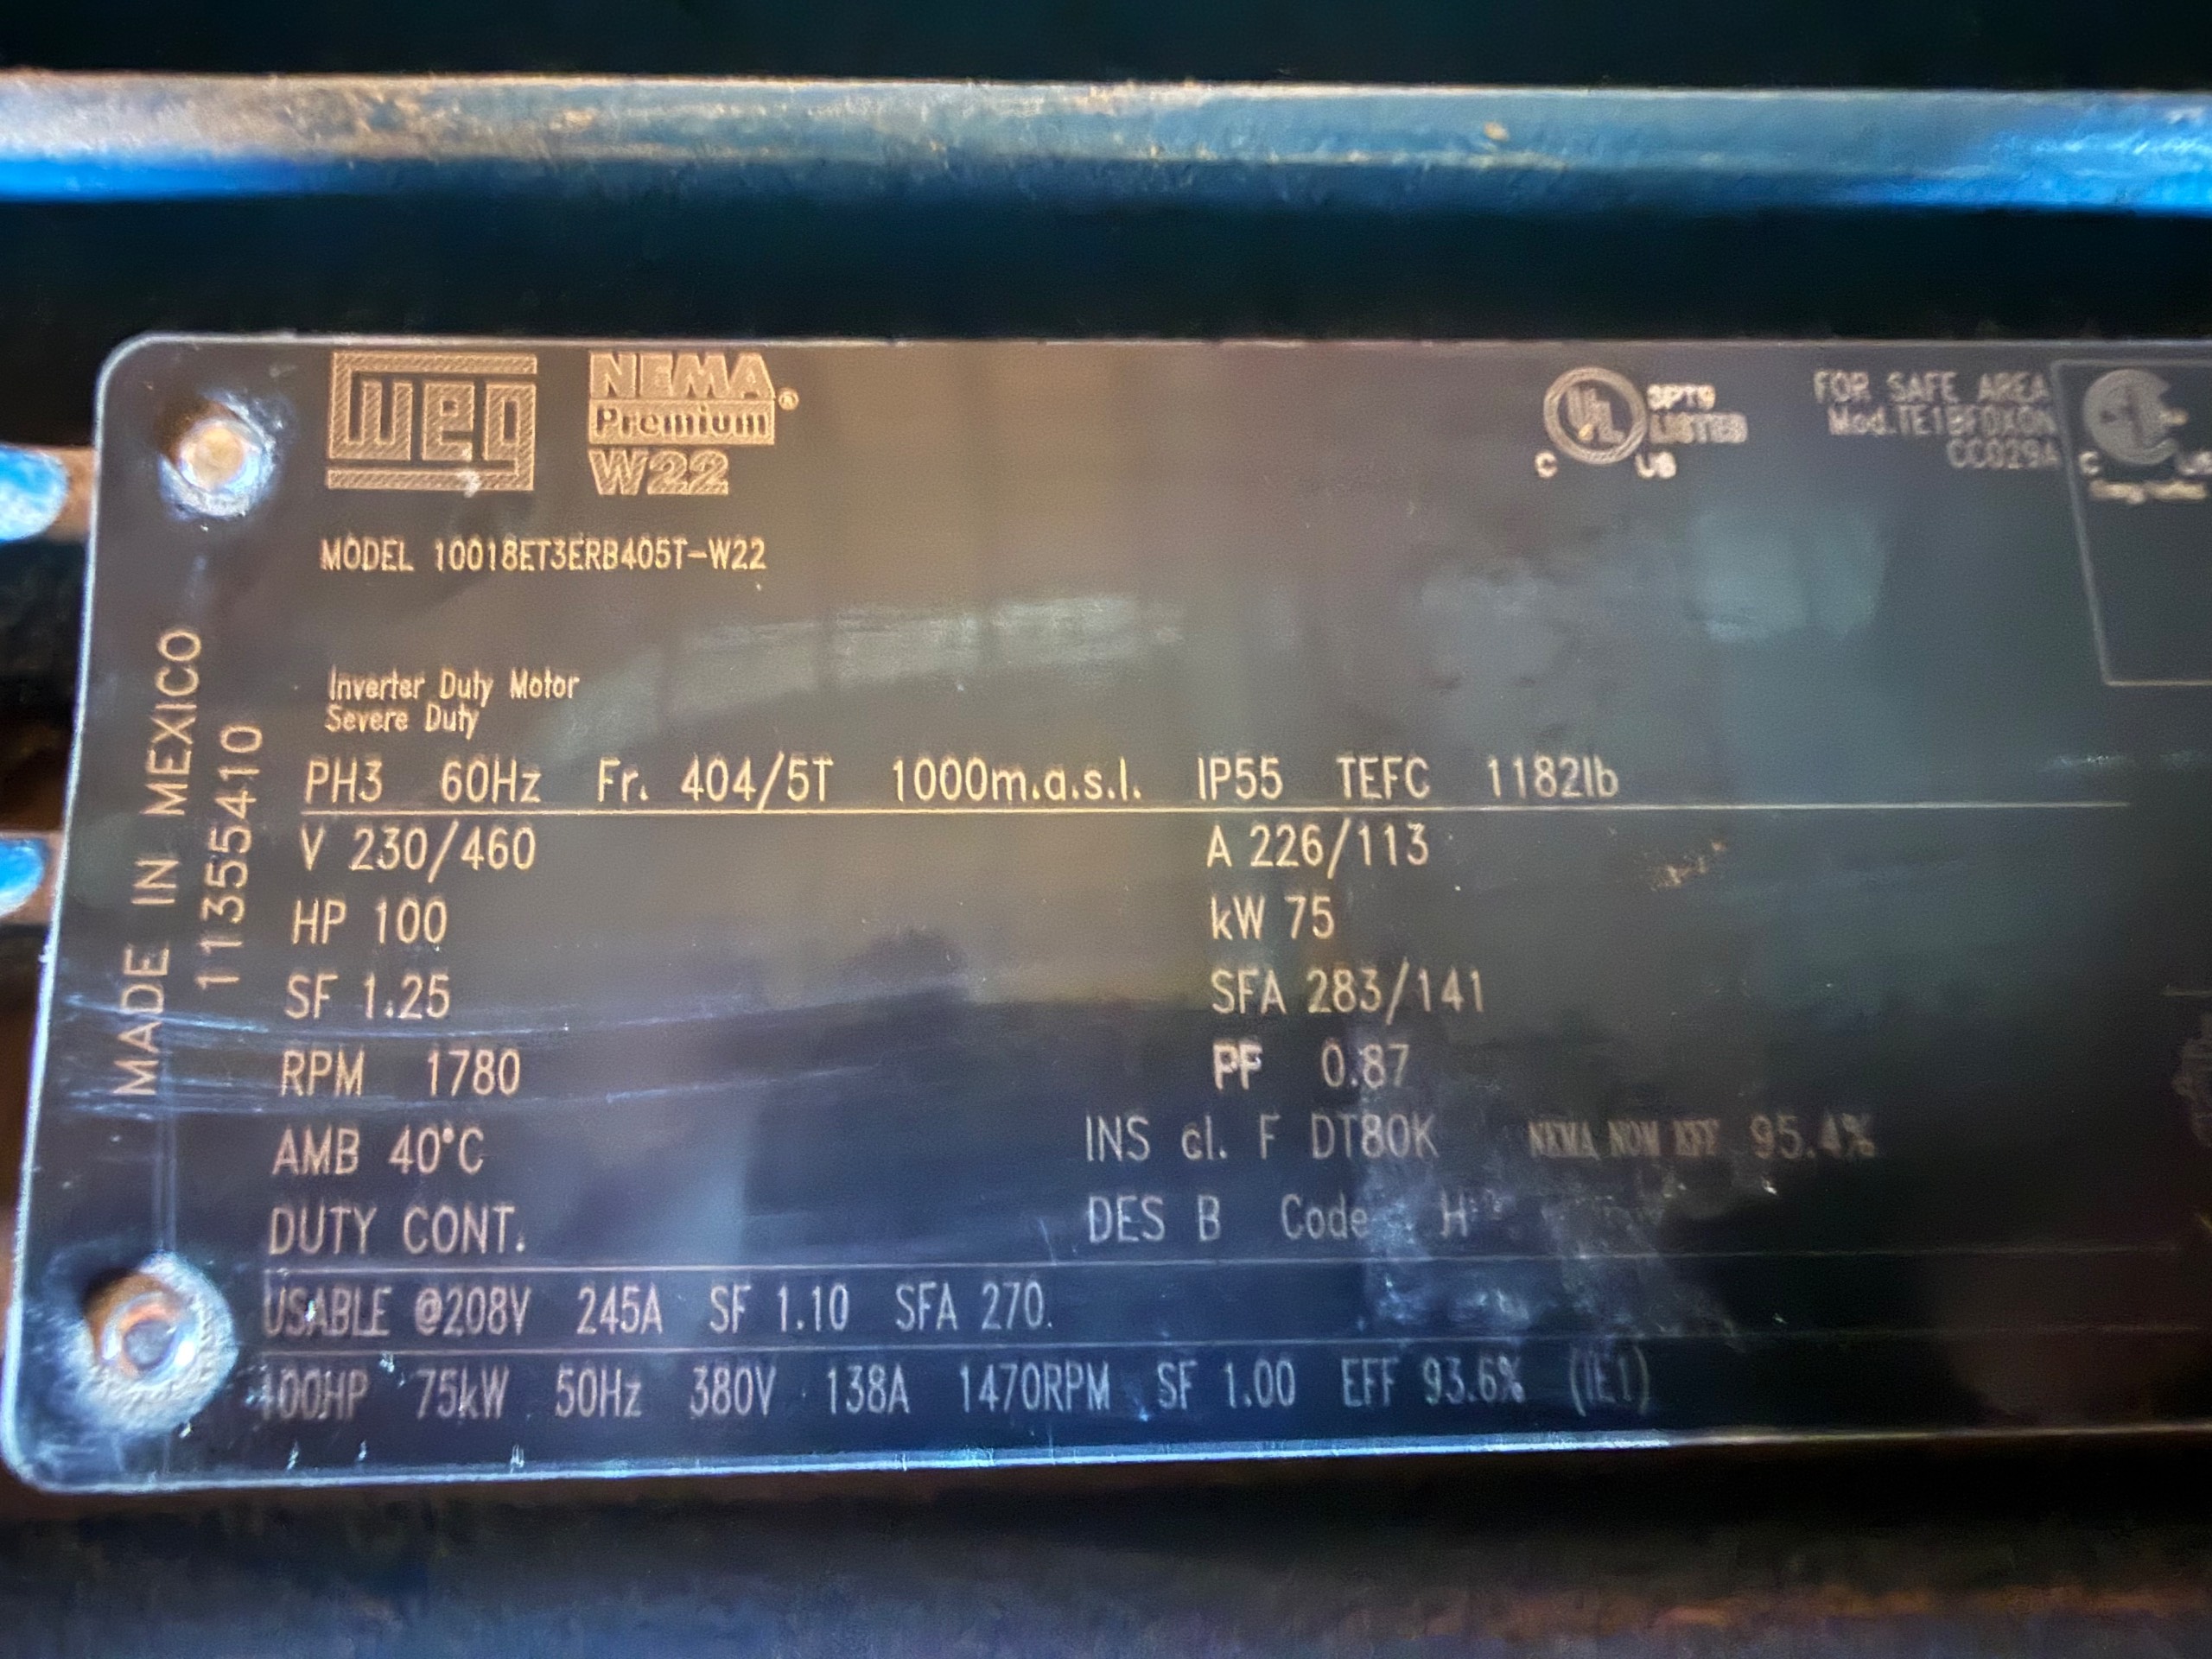 WEG
NEMA
Premium®
W22
C UL US LISTED
FOR SAFE AREA
CC029A
MODEL 10018ET3ERB405T-W22
MADE IN MEXICO
11355410
Inverter Duty Motor
Severe Duty
PH3 60Hz Fr. 404/5T 1000m.a.s.l. IP55 TEFC 1182lb
V 230/460 A 226/113
HP 100 kW 75
SF 1.25 SFA 283/141
RPM 1780 PF 0.87
AMB 40°C INS cl. F DT80K NEMA NOM EFF 95.4%
DUTY CONT. DES B Code H
USABLE @208V 245A SF 1.10 SFA 270.
100HP 75kW 50Hz 380V 138A 1470RPM SF 1.00 EFF 93.6% (IE1)